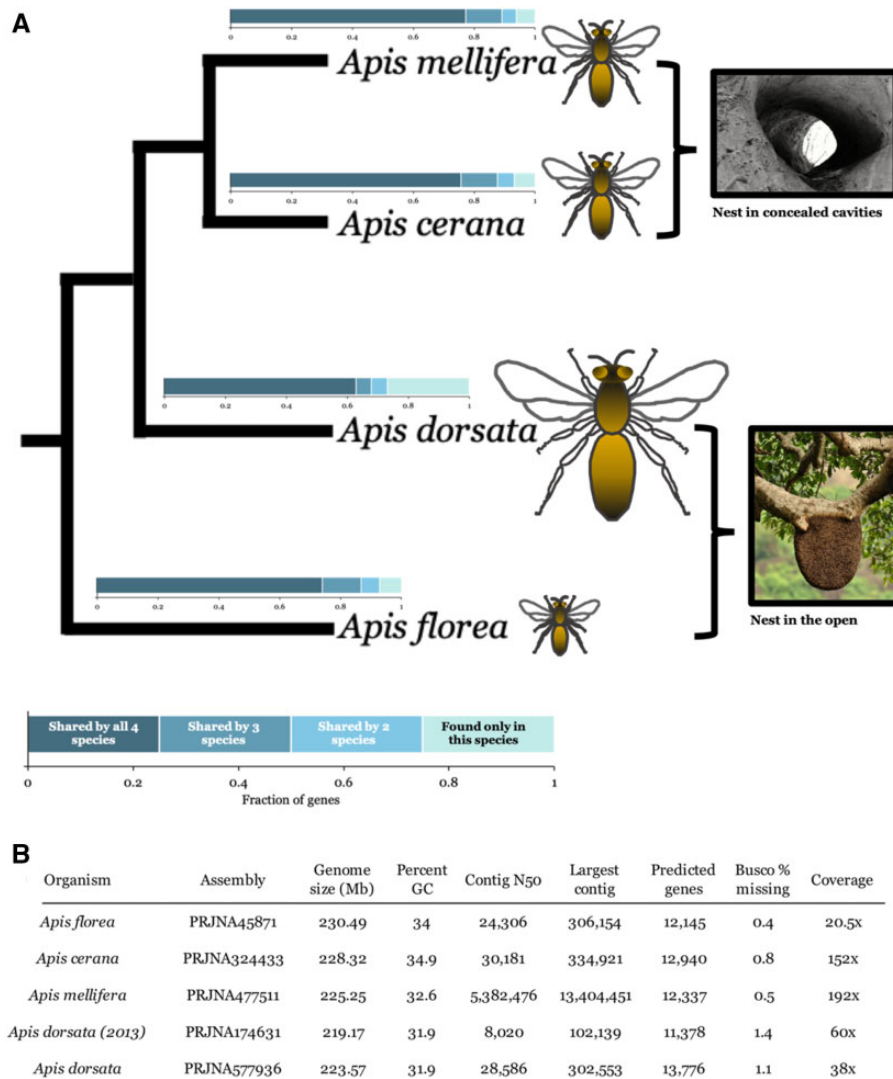 A
0 0.2 0.4 0.6 0.8 1
Apis mellifera
0 0.2 0.4 0.6 0.8 1
Apis cerana
Nest in concealed cavities
0 0.2 0.4 0.6 0.8 1
Apis dorsata
0 0.2 0.4 0.6 0.8 1
Apis florea
Nest in the open
Shared by all 4
species
Shared by 3
species
Shared by 2
species
Found only in
this species
0 0.2 0.4 0.6 0.8 1
Fraction of genes
B
Organism Assembly Genome size (Mb) Percent GC Contig N50 Largest contig Predicted genes Busco % missing Coverage
Apis florea PRJNA45871 230.49 34 24,306 306,154 12,145 0.4 20.5x
Apis cerana PRJNA324433 228.32 34.9 30,181 334,921 12,940 0.8 152x
Apis mellifera PRJNA477511 225.25 32.6 5,382,476 13,404,451 12,337 0.5 192x
Apis dorsata (2013) PRJNA174631 219.17 31.9 8,020 102,139 11,378 1.4 60x
Apis dorsata PRJNA577936 223.57 31.9 28,586 302,553 13,776 1.1 38x